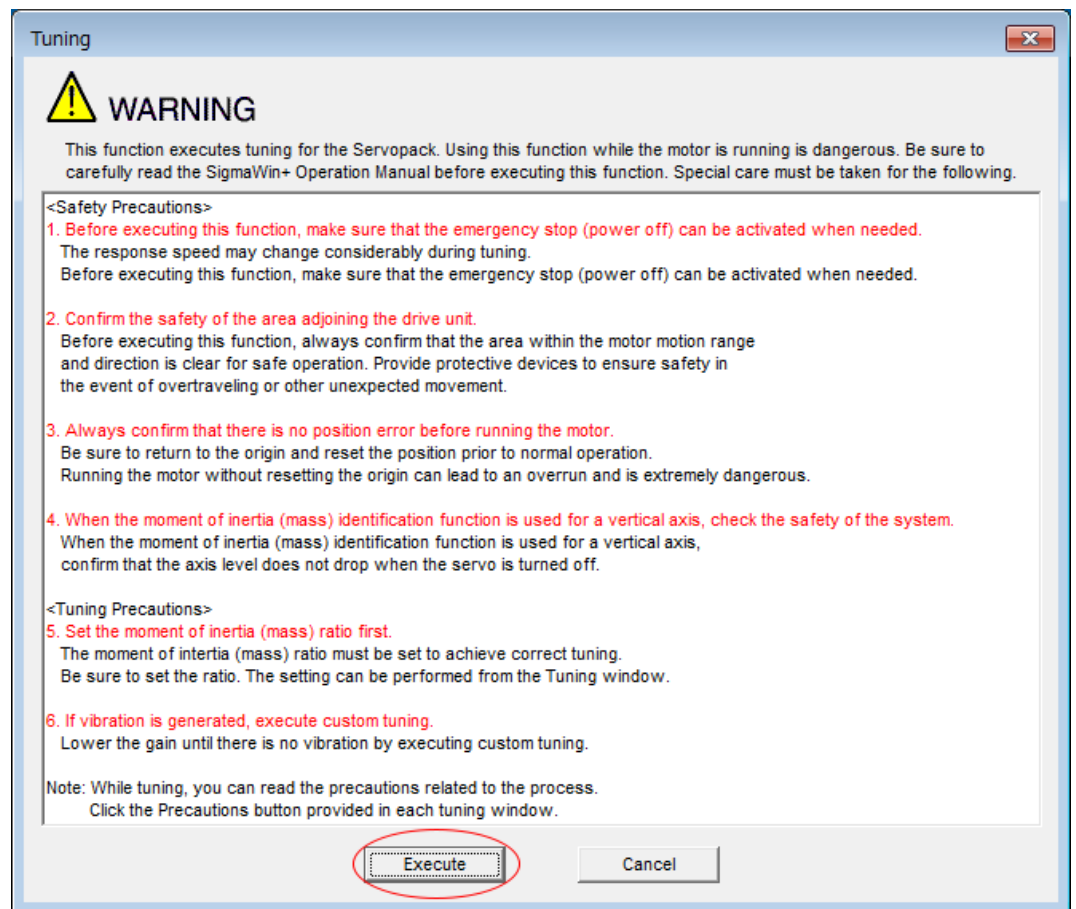 Tuning
WARNING
This function executes tuning for the Servopack. Using this function while the motor is running is dangerous. Be sure to
carefully read the SigmaWin+ Operation Manual before executing this function. Special care must be taken for the following.
<Safety Precautions>
1. Before executing this function, make sure that the emergency stop (power off) can be activated when needed.
The response speed may change considerably during tuning.
Before executing this function, make sure that the emergency stop (power off) can be activated when needed.
2. Confirm the safety of the area adjoining the drive unit.
Before executing this function, always confirm that the area within the motor motion range
and direction is clear for safe operation. Provide protective devices to ensure safety in
the event of overtraveling or other unexpected movement.
3. Always confirm that there is no position error before running the motor.
Be sure to return to the origin and reset the position prior to normal operation.
Running the motor without resetting the origin can lead to an overrun and is extremely dangerous.
4. When the moment of inertia (mass) identification function is used for a vertical axis, check the safety of the system.
When the moment of inertia (mass) identification function is used for a vertical axis,
confirm that the axis level does not drop when the servo is turned off.
<Tuning Precautions>
5. Set the moment of inertia (mass) ratio first.
The moment of intertia (mass) ratio must be set to achieve correct tuning.
Be sure to set the ratio. The setting can be performed from the Tuning window.
6. If vibration is generated, execute custom tuning.
Lower the gain until there is no vibration by executing custom tuning.
Note: While tuning, you can read the precautions related to the process.
Click the Precautions button provided in each tuning window.
Execute Cancel